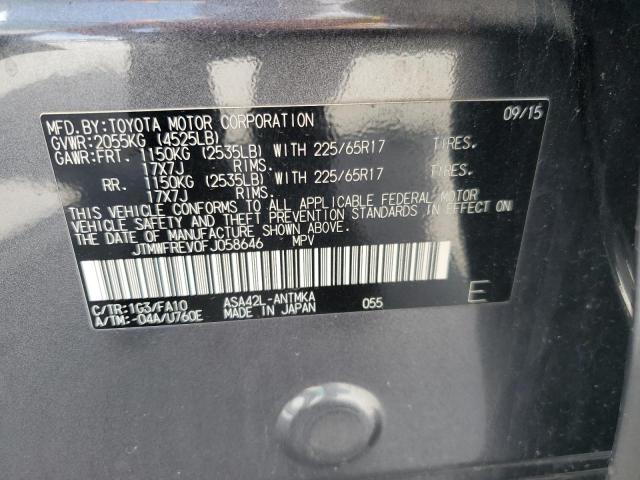 MFD.BY:TOYOTA MOTOR CORPORATION 09/15
GVWR:2055KG (4525LB)
GAWR:FRT. 1150KG (2535LB) WITH 225/65R17 TIRES.
17X7J RIMS.
RR. 1150KG (2535LB) WITH 225/65R17 TIRES.
17X7J RIMS.
THIS VEHICLE CONFORMS TO ALL APPLICABLE FEDERAL MOTOR
VEHICLE SAFETY AND THEFT PREVENTION STANDARDS IN EFFECT ON
THE DATE OF MANUFACTURE SHOWN ABOVE.
JTMWFREV0FJ058646 MPV
C/TR:1G3/FA10 ASA42L-ANTMKA
A/TM:-04A/U760E MADE IN JAPAN 055 E